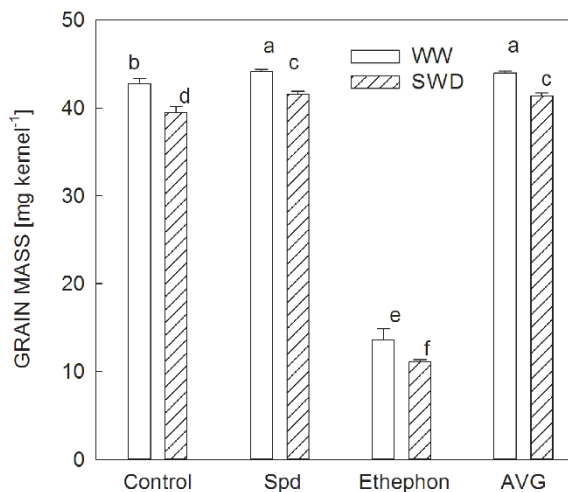 50
40
30
20
10
0
GRAIN MASS [mg kernel⁻¹]
WW
SWD
b
d
a
c
e
f
a
c
Control
Spd
Ethephon
AVG